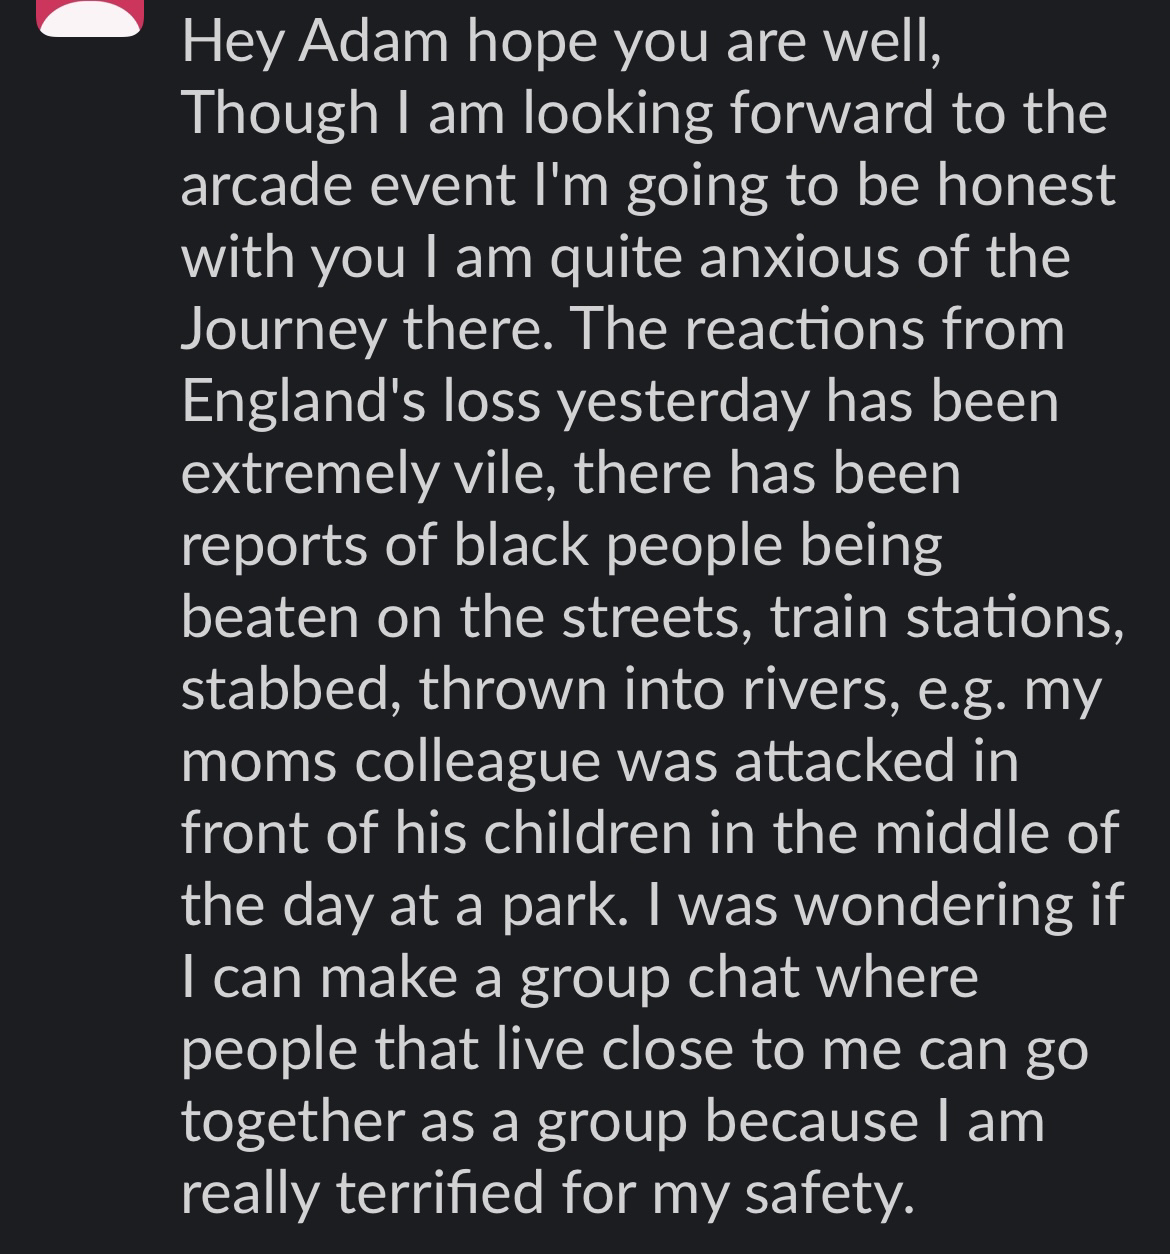 Hey Adam hope you are well,
Though I am looking forward to the
arcade event I'm going to be honest
with you I am quite anxious of the
Journey there. The reactions from
England's loss yesterday has been
extremely vile, there has been
reports of black people being
beaten on the streets, train stations,
stabbed, thrown into rivers, e.g. my
moms colleague was attacked in
front of his children in the middle of
the day at a park. I was wondering if
I can make a group chat where
people that live close to me can go
together as a group because I am
really terrified for my safety.